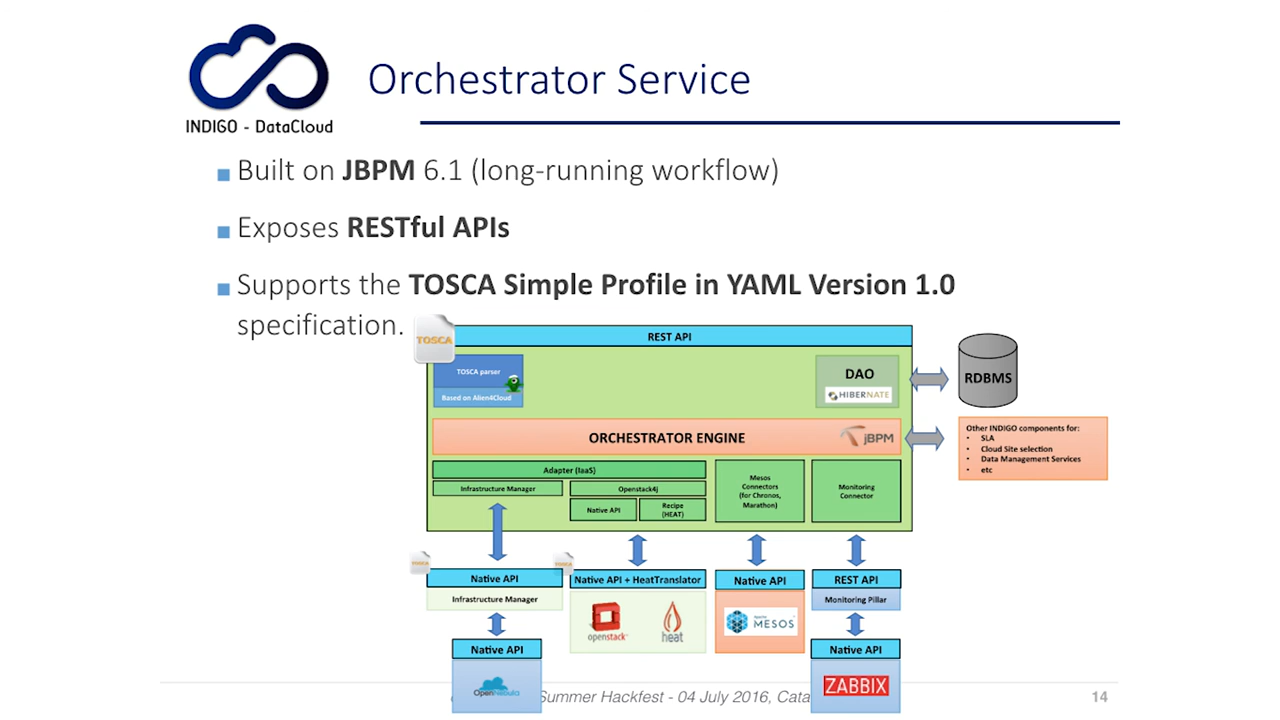 INDIGO - DataCloud
Orchestrator Service
Built on JBPM 6.1 (long-running workflow)
Exposes RESTful APIs
Supports the TOSCA Simple Profile in YAML Version 1.0
specification.
TOSCA
REST API
TOSCA parser
Based on Alien4Cloud
DAO
HIBERNATE
RDBMS
ORCHESTRATOR ENGINE
jBPM
Other INDIGO components for:
• SLA
• Cloud Site selection
• Data Management Services
• etc
Adapter (IaaS)
Infrastructure Manager
Openstack4j
Native API
Recipe
(HEAT)
Mesos
Connectors
(for Chronos,
Marathon)
Monitoring
Connector
TOSCA
TOSCA
Native API
Infrastructure Manager
Native API + HeatTranslator
openstack
heat
Native API
Apache
MESOS
REST API
Monitoring Pillar
Native API
OpenNebula
Native API
ZABBIX
Summer Hackfest - 04 July 2016, Cata
14